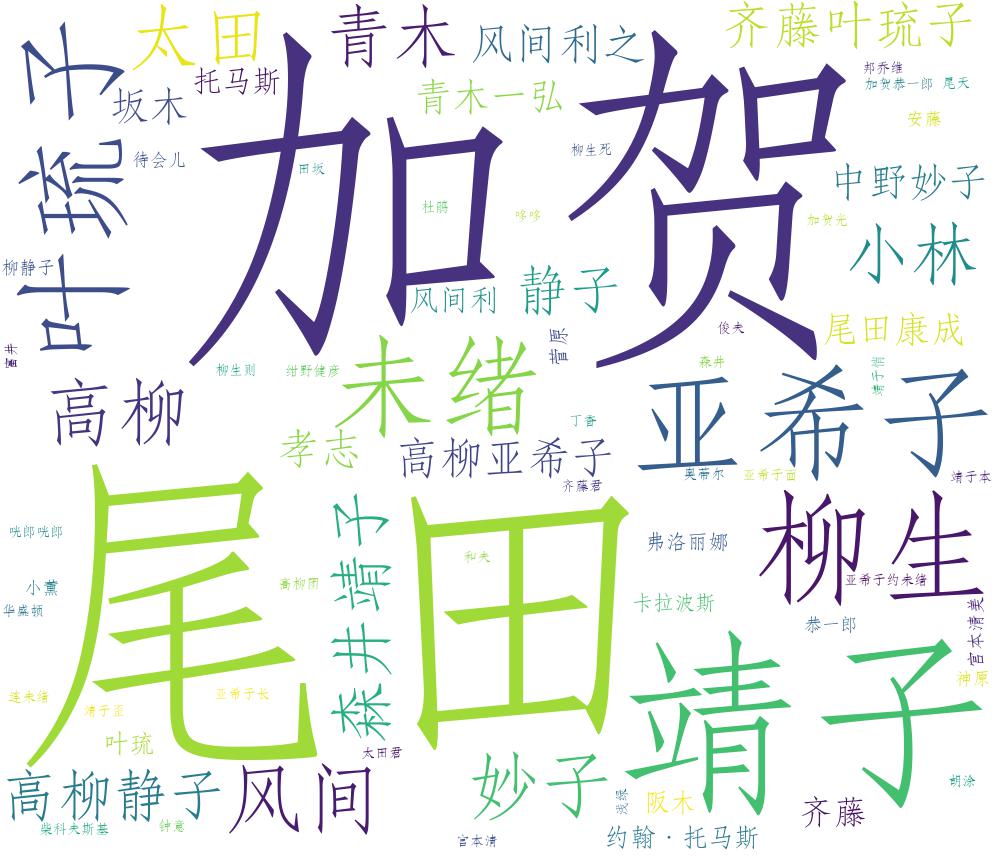 太田
青木
风间利之
齐藤叶琉子
托马斯
坂木
青木一弘
邦乔维
加贺恭一郎
尾天
安藤
加贺
叶琉子
待会儿
田坂
柳生死
中野妙子
杜鹃
哆哆
加贺光
小林
柳静子
风间利
静子
俊夫
尾田康成
富井
柳生则
绀野健彦
未绪
菅原
森井
靖子悄
高柳
孝志
高柳亚希子
丁香
亚希子
齐藤君
奥蒂尔
亚希子面
靖子本
尾田
森井靖子
柳生
咣郎咣郎
和夫
弗洛丽娜
小薰
高柳团
亚希子约未绪
华盛顿
卡拉波斯
恭一郎
宫本清美
靖子
连未绪
靖子歪
亚希子长
神原
叶琉
太田君
高柳静子
风间
妙子
浅绿
阪木
齐藤
胡涂
柴科夫斯基
钟意
宫本清
约翰·托马斯